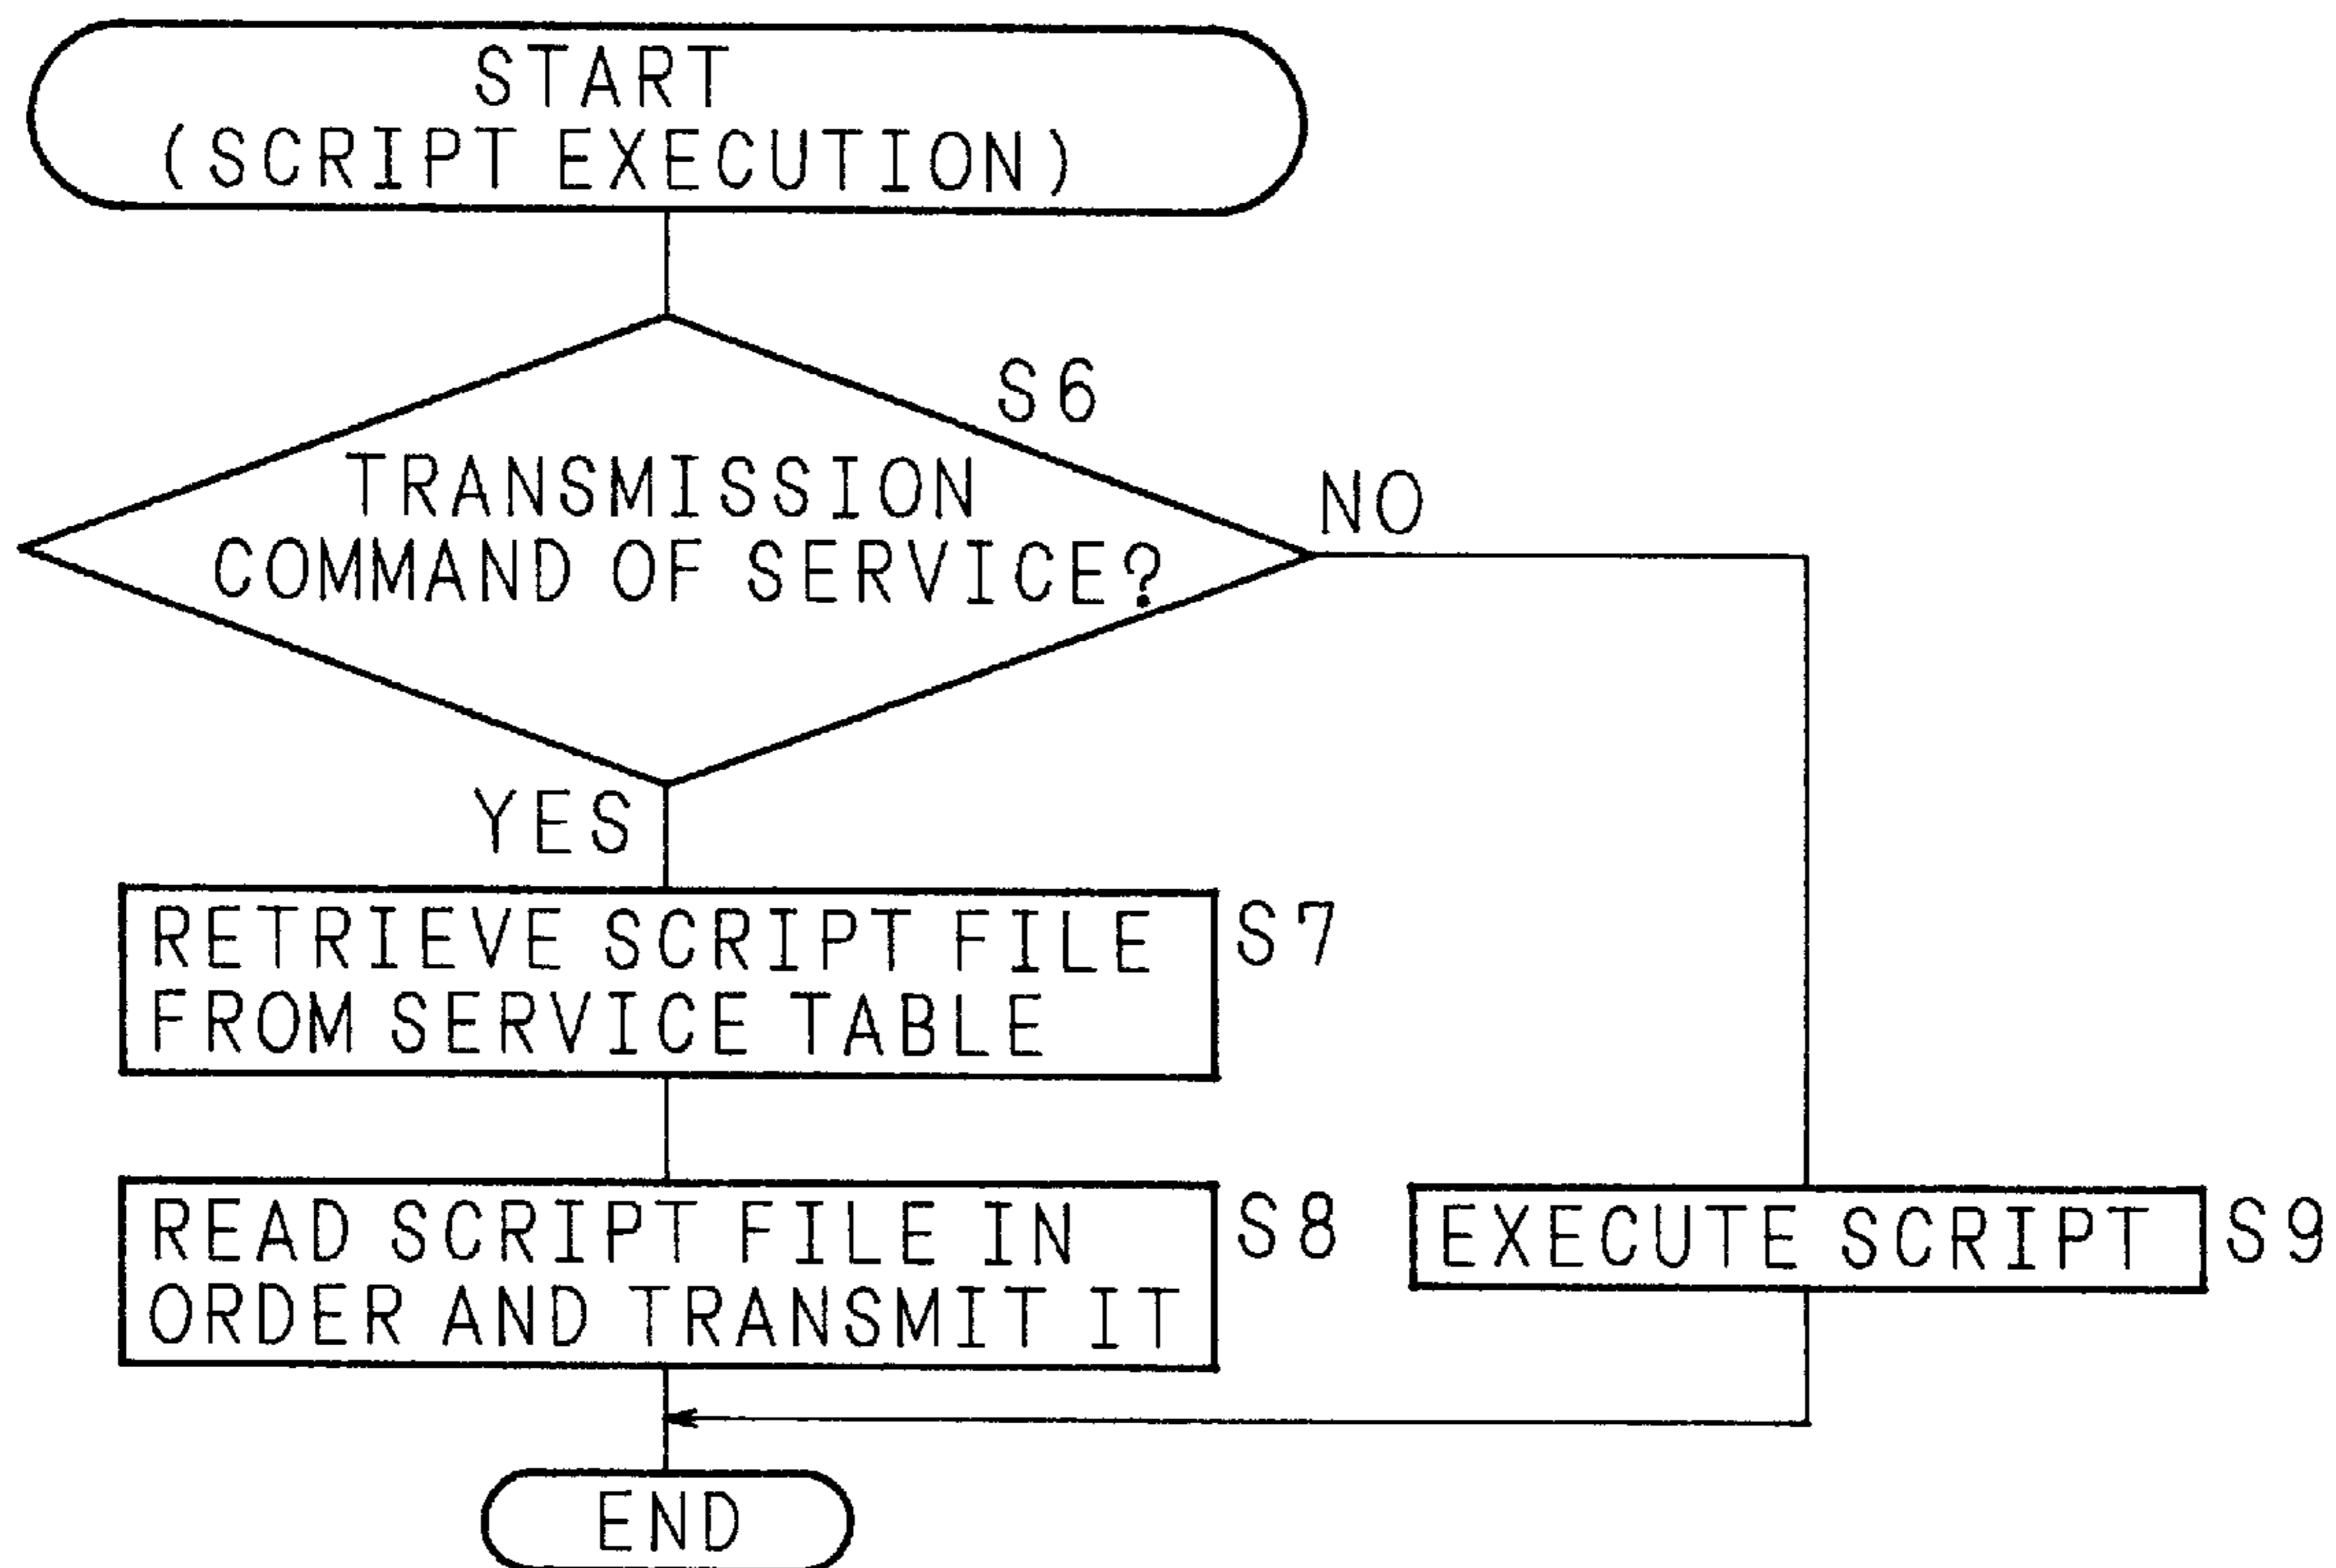 START
(SCRIPT EXECUTION)
S6
TRANSMISSION
COMMAND OF SERVICE?
NO
YES
RETRIEVE SCRIPT FILE
FROM SERVICE TABLE
S7
READ SCRIPT FILE IN
ORDER AND TRANSMIT IT
S8
EXECUTE SCRIPT
S9
END